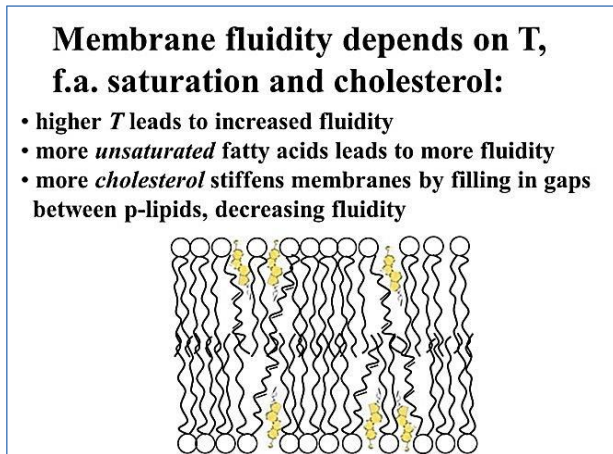 Membrane fluidity depends on T,
f.a. saturation and cholesterol:
• higher T leads to increased fluidity
• more unsaturated fatty acids leads to more fluidity
• more cholesterol stiffens membranes by filling in gaps
between p-lipids, decreasing fluidity